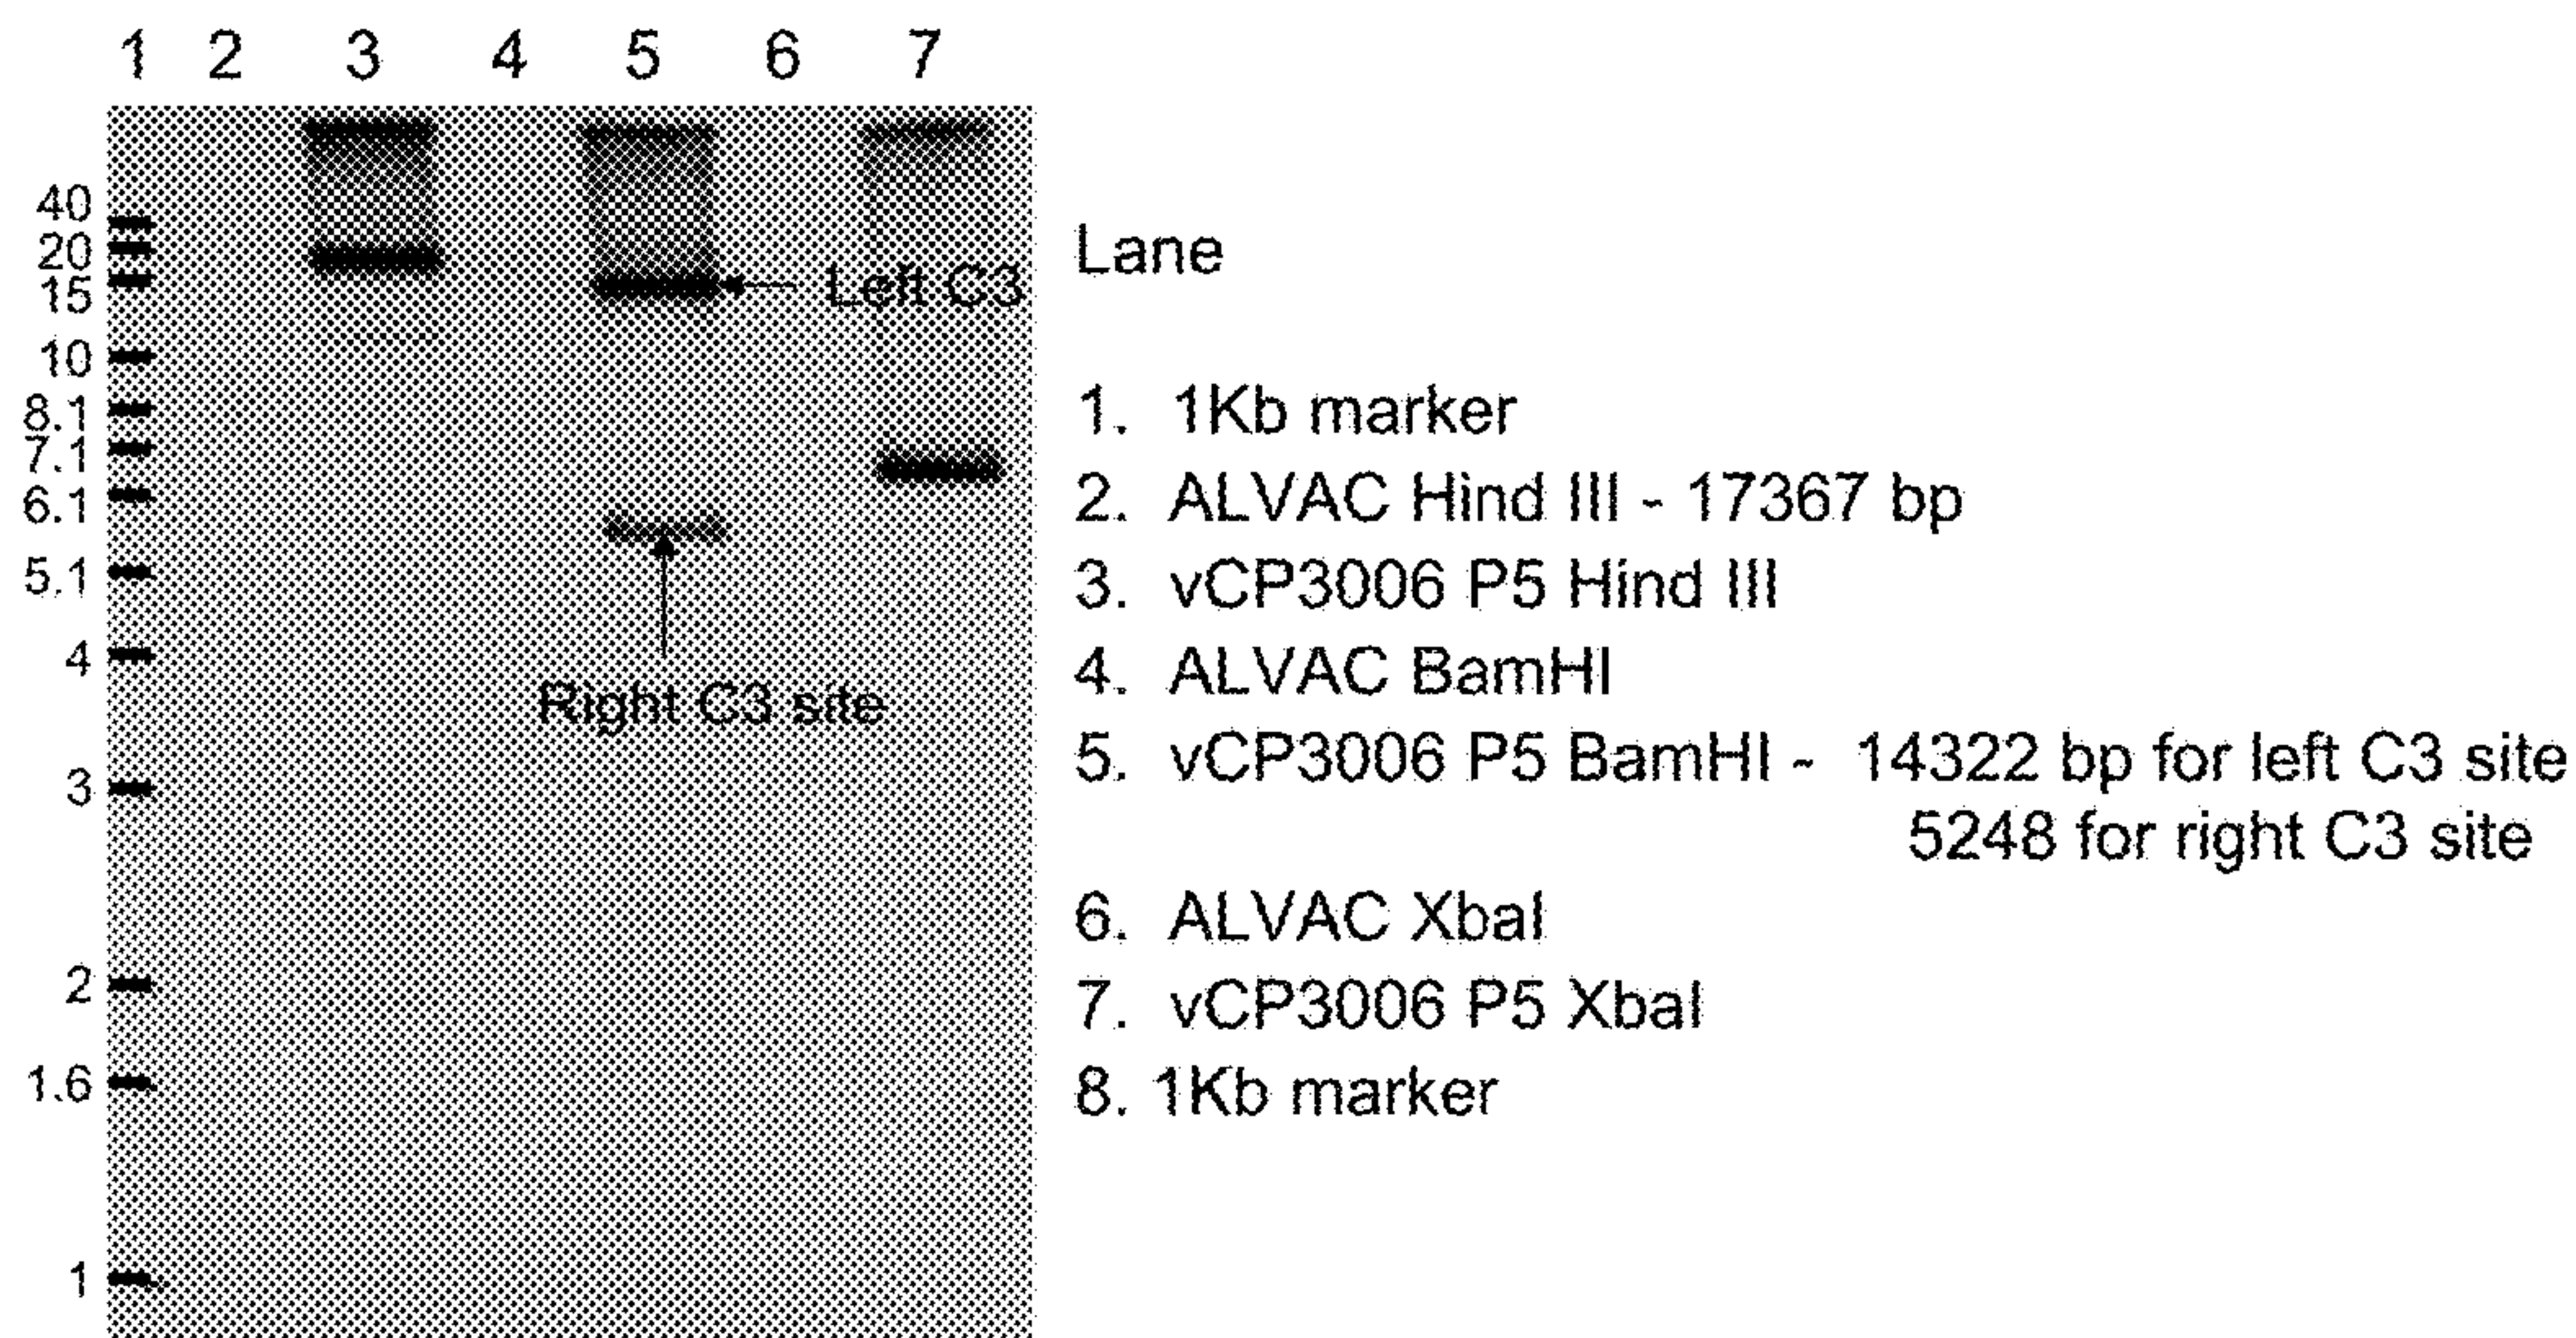 1 2 3 4 5 6 7
40
20
15
10
8.1
7.1
6.1
5.1
4
3
2
1.6
1
Left C3
Right C3 site
Lane
1. 1Kb marker
2. ALVAC Hind III - 17367 bp
3. vCP3006 P5 Hind III
4. ALVAC BamHI
5. vCP3006 P5 BamHI - 14322 bp for left C3 site
5248 for right C3 site
6. ALVAC XbaI
7. vCP3006 P5 XbaI
8. 1Kb marker